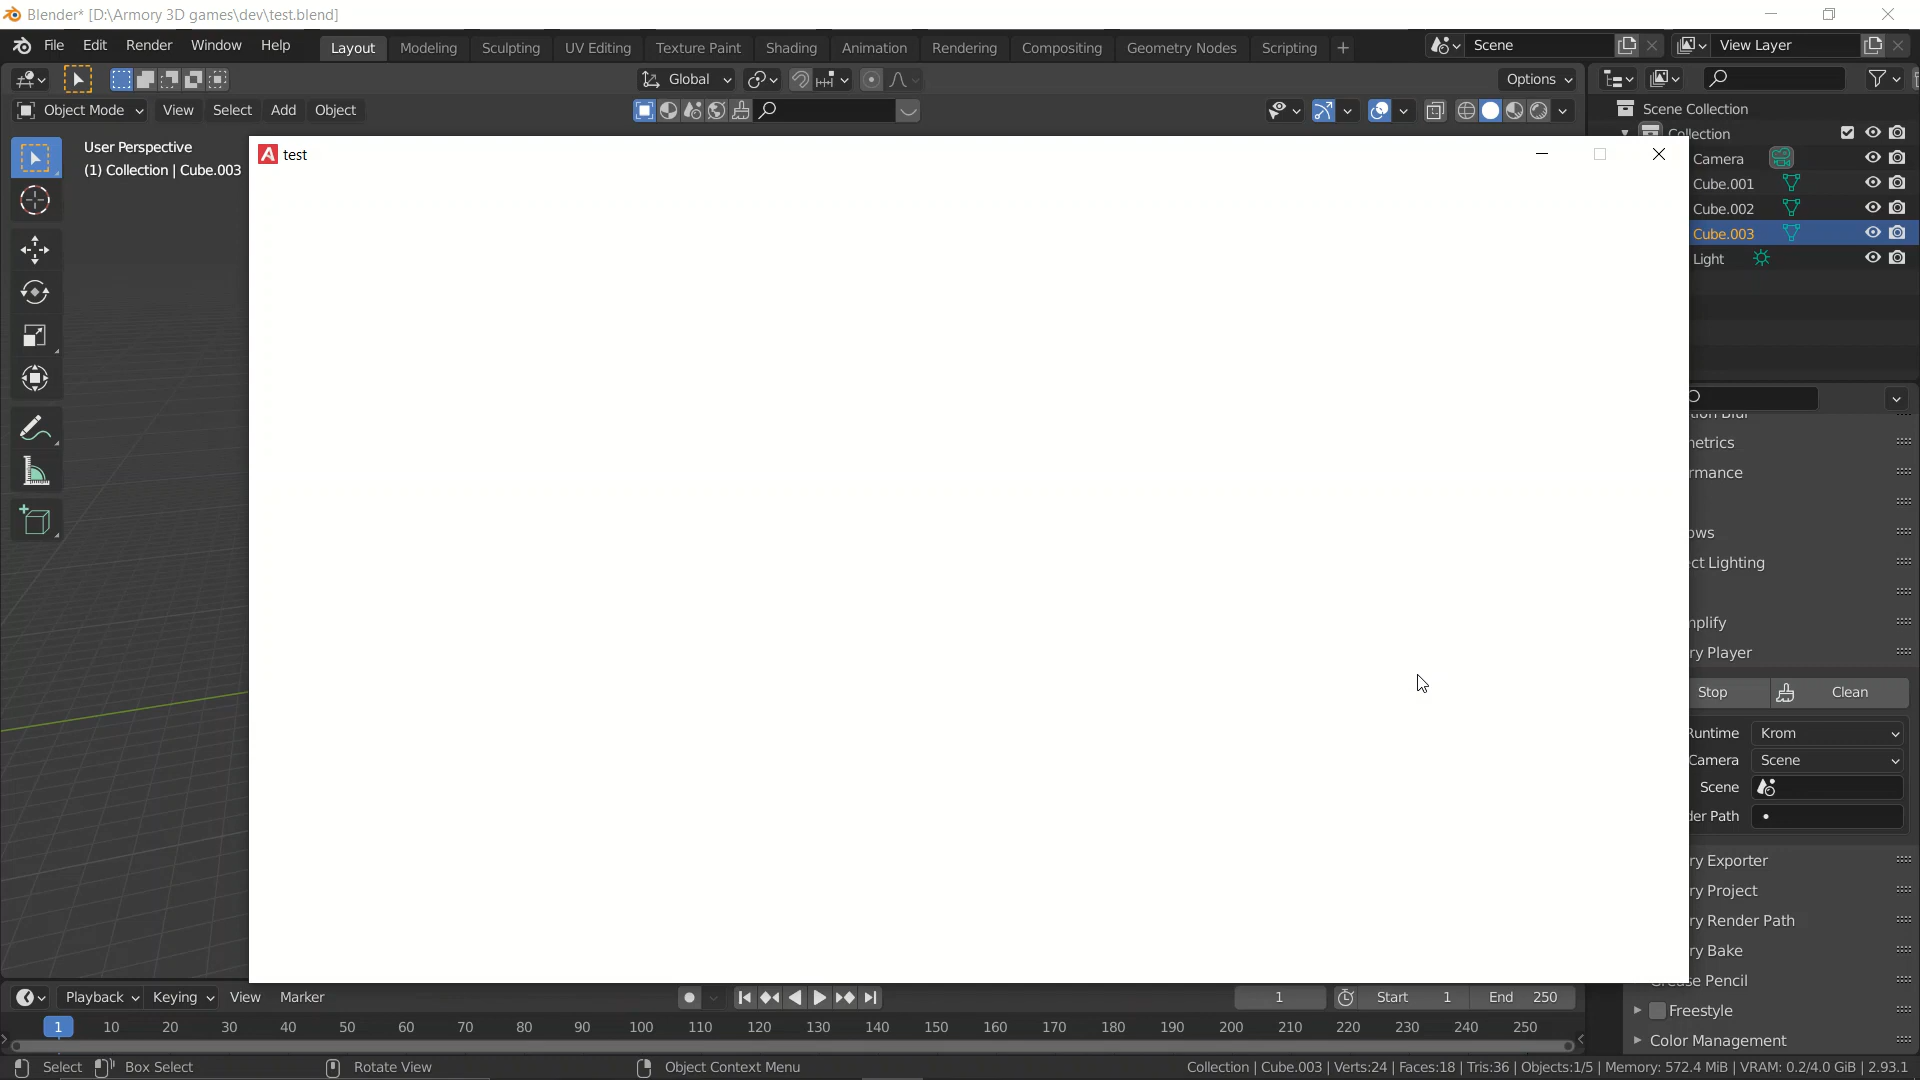 Blender* [D:\Armory 3D games\dev\test.blend]
File Edit Render Window Help Layout Modeling Sculpting UV Editing Texture Paint Shading Animation Rendering Compositing Geometry Nodes Scripting + Scene View Layer
Global Options
Object Mode View Select Add Object Scene Collection
Collection
User Perspective
(1) Collection | Cube.003
A test
Camera
Cube.001
Cube.002
Cube.003
Light
etrics
rmance
ows
ct Lighting
mplify
ry Player
Stop Clean
Runtime Krom
Camera Scene
Scene
der Path
ry Exporter
ry Project
ry Render Path
ry Bake
Grease Pencil
Freestyle
Color Management
Playback Keying View Marker 1 Start 1 End 250
1 10 20 30 40 50 60 70 80 90 100 110 120 130 140 150 160 170 180 190 200 210 220 230 240 250
Select Box Select Rotate View Object Context Menu Collection | Cube.003 | Verts:24 | Faces:18 | Tris:36 | Objects:1/5 | Memory: 572.4 MiB | VRAM: 0.2/4.0 GiB | 2.93.1